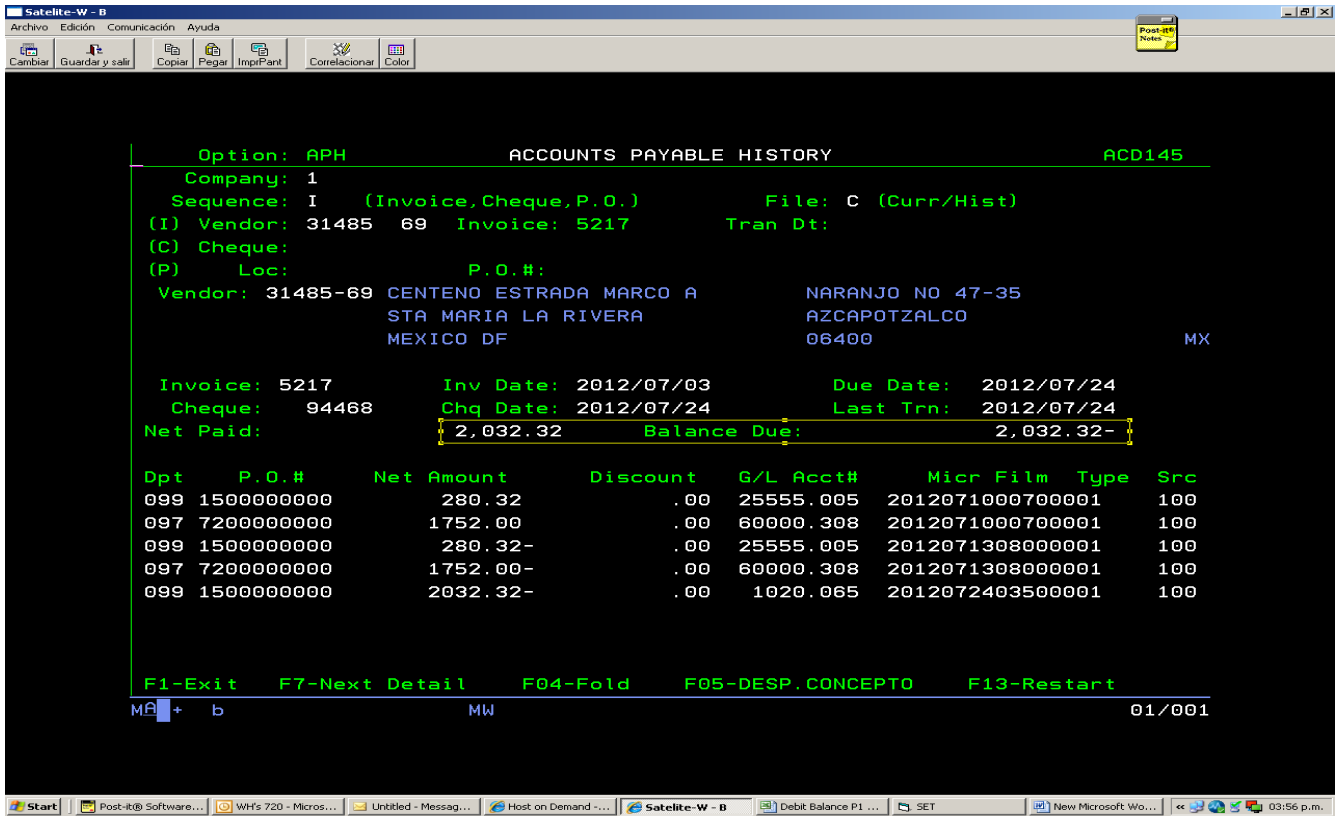 Satelite-W - B
Archivo Edición Comunicación Ayuda
Post-it® Notes
Cambiar Guardar y salir Copiar Pegar ImprPant Correlacionar Color
Option: APH ACCOUNTS PAYABLE HISTORY ACD145
Company: 1
Sequence: I (Invoice,Cheque,P.O.) File: C (Curr/Hist)
(I) Vendor: 31485 69 Invoice: 5217 Tran Dt:
(C) Cheque:
(P) Loc: P.O.#:
Vendor: 31485-69 CENTENO ESTRADA MARCO A NARANJO NO 47-35
STA MARIA LA RIVERA AZCAPOTZALCO
MEXICO DF 06400 MX
Invoice: 5217 Inv Date: 2012/07/03 Due Date: 2012/07/24
Cheque: 94468 Chq Date: 2012/07/24 Last Trn: 2012/07/24
Net Paid: 2,032.32 Balance Due: 2,032.32-
Dpt P.O.# Net Amount Discount G/L Acct# Micr Film Type Src
099 1500000000 280.32 .00 25555.005 2012071000700001 100
097 7200000000 1752.00 .00 60000.308 2012071000700001 100
099 1500000000 280.32- .00 25555.005 2012071308000001 100
097 7200000000 1752.00- .00 60000.308 2012071308000001 100
099 1500000000 2032.32- .00 1020.065 2012072403500001 100
F1-Exit F7-Next Detail F04-Fold F05-DESP.CONCEPTO F13-Restart
MA + b MW 01/001
Start Post-it® Software... WH's 720 - Micros... Untitled - Messag... Host on Demand -... Satelite-W - B Debit Balance P1 ... SET New Microsoft Wo... « 03:56 p.m.